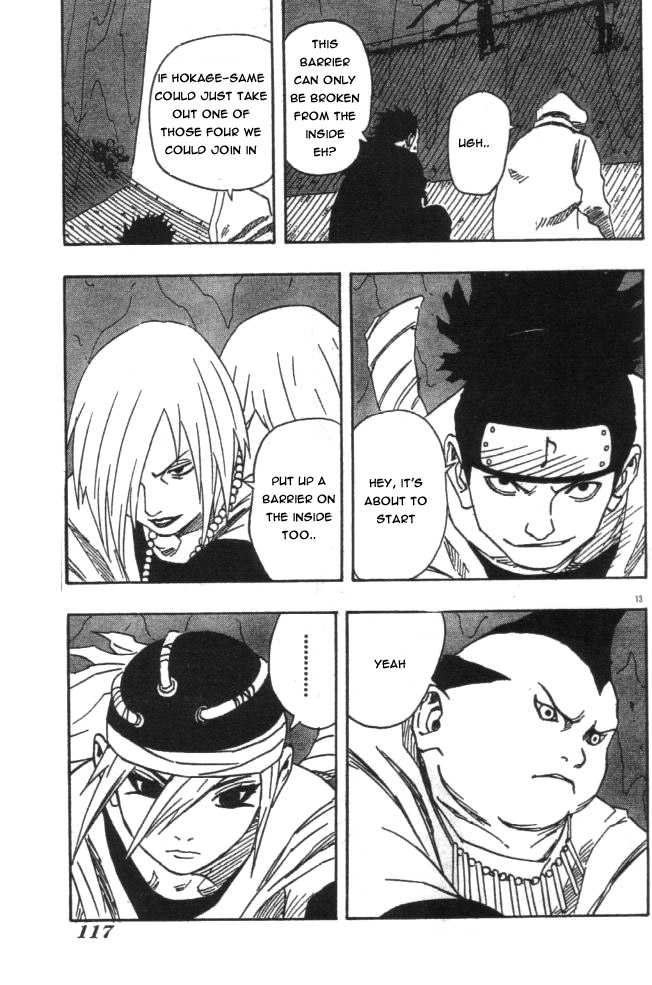 THIS
BARRIER
CAN ONLY
BE BROKEN
FROM THE
INSIDE
EH?
UGH..
IF HOKAGE-SAME
COULD JUST TAKE
OUT ONE OF
THOSE FOUR WE
COULD JOIN IN
HEY, IT'S
ABOUT TO
START
PUT UP A
BARRIER ON
THE INSIDE
TOO..
13
YEAH
..........
117